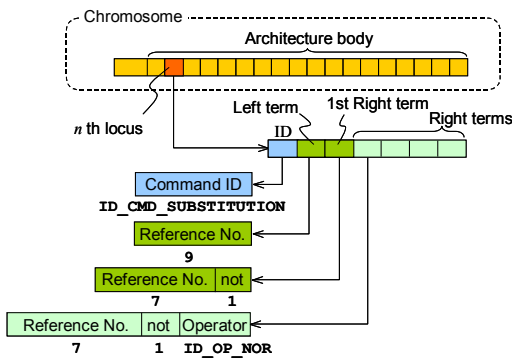 Chromosome
Architecture body
n th locus
Left term
1st Right term
ID
Right terms
Command ID
ID_CMD_SUBSTITUTION
Reference No.
9
Reference No. not
7 1
Reference No. not Operator
7 1 ID_OP_NOR